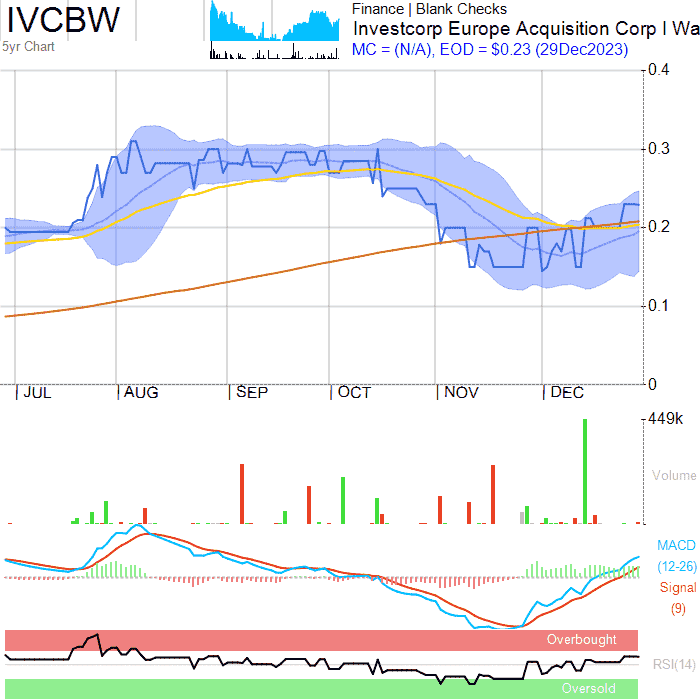 IVCBW
5yr Chart
Finance | Blank Checks
Investcorp Europe Acquisition Corp I Wa
MC = (N/A), EOD = $0.23 (29Dec2023)
0.4
0.3
0.2
0.1
0
JUL AUG SEP OCT NOV DEC
449k
Volume
MACD
(12-26)
Signal
(9)
Overbought
RSI(14)
Oversold